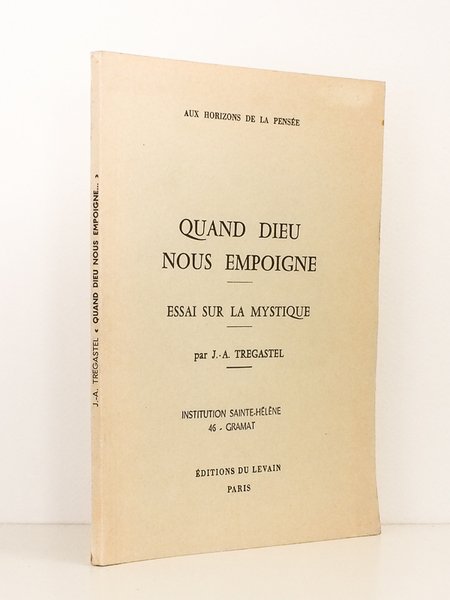 AUX HORIZONS DE LA PENSÉE
QUAND DIEU
NOUS EMPOIGNE
ESSAI SUR LA MYSTIQUE
par J.-A. TREGASTEL
INSTITUTION SAINTE-HÉLÈNE
46 - GRAMAT
ÉDITIONS DU LEVAIN
PARIS
J.-A. TREGASTEL « QUAND DIEU NOUS EMPOIGNE... »